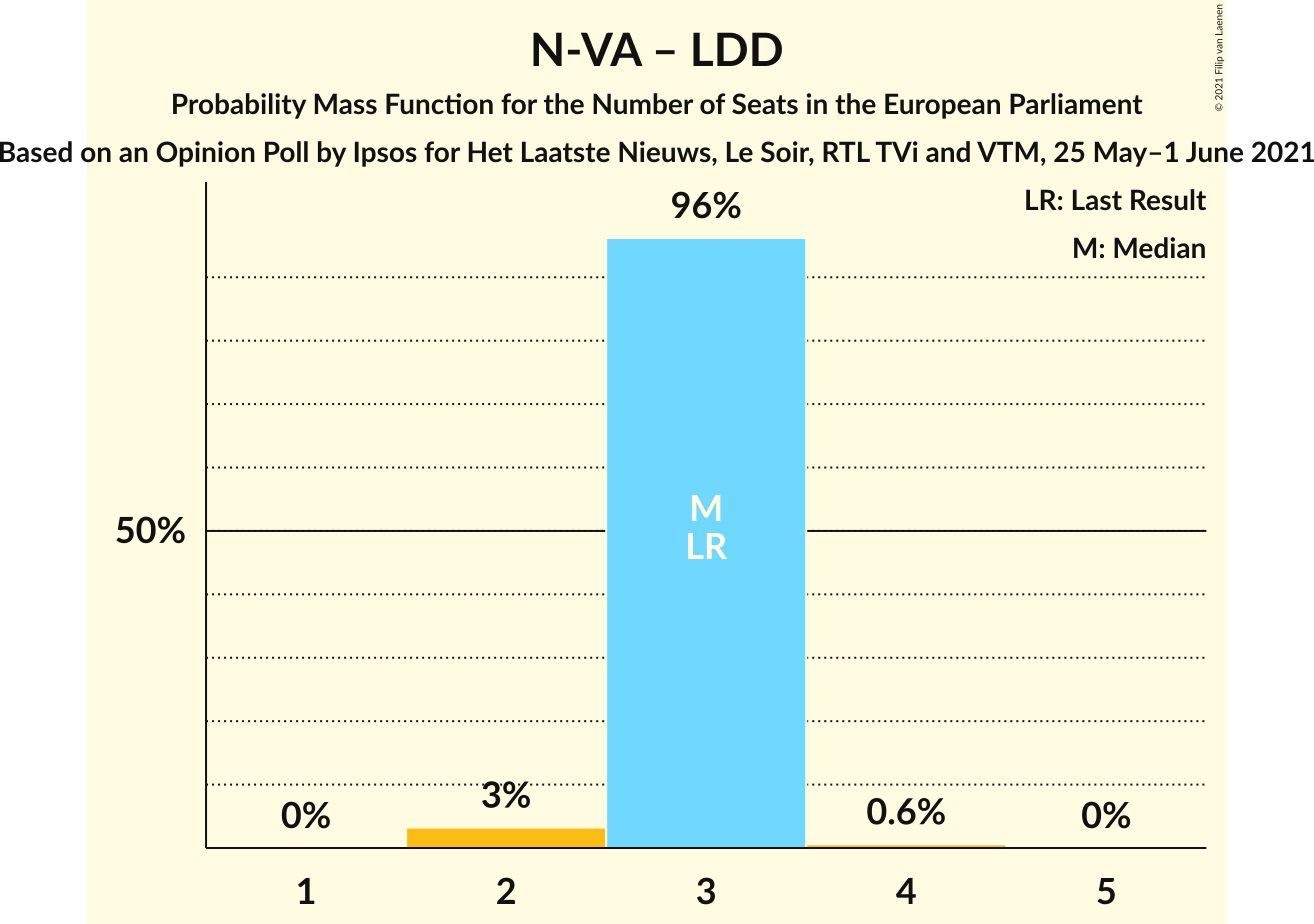 N-VA – LDD
Probability Mass Function for the Number of Seats in the European Parliament
Based on an Opinion Poll by Ipsos for Het Laatste Nieuws, Le Soir, RTL TVi and VTM, 25 May–1 June 2021
© 2021 Filip van Laenen
LR: Last Result
M: Median
96%
50%
M
LR
0%
3%
0.6%
0%
1
2
3
4
5